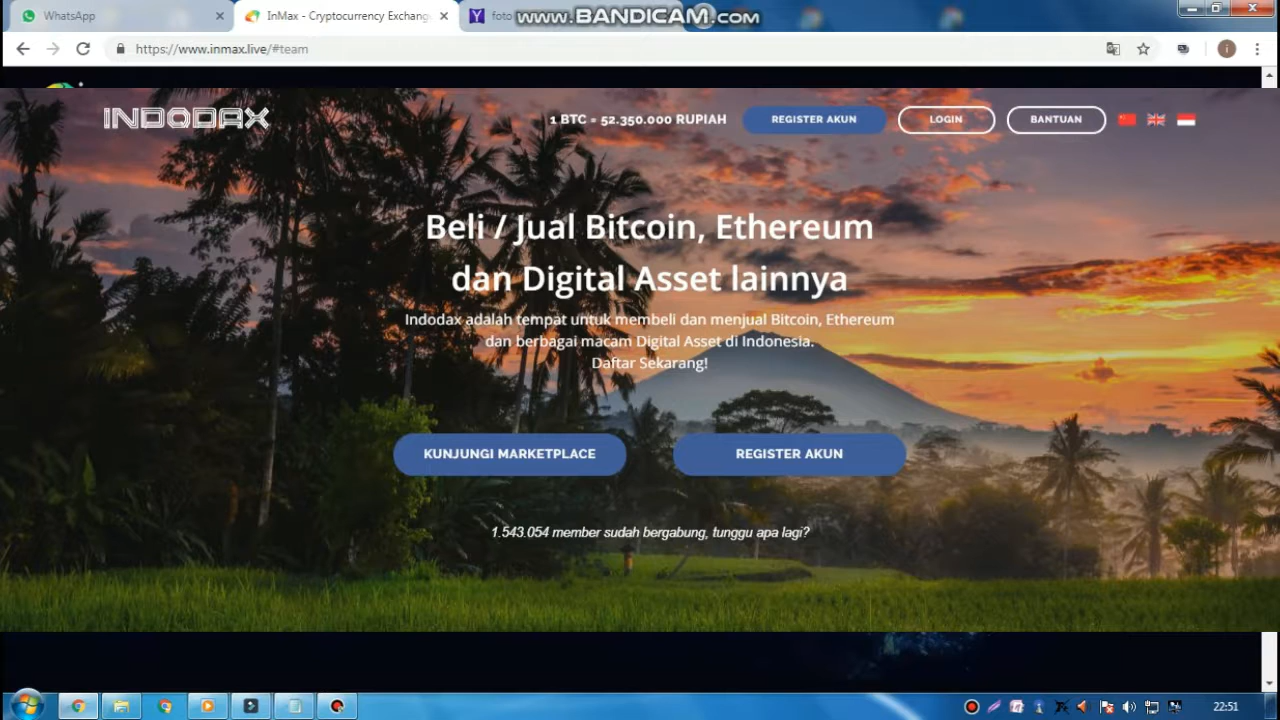 WhatsApp
InMax - Cryptocurrency Exchang
foto
www.BANDICAM.com
https://www.inmax.live/#team
INDODAX
1 BTC = 52.350.000 RUPIAH
REGISTER AKUN
LOGIN
BANTUAN
Beli / Jual Bitcoin, Ethereum
dan Digital Asset lainnya
Indodax adalah tempat untuk membeli dan menjual Bitcoin, Ethereum
dan berbagai macam Digital Asset di Indonesia.
Daftar Sekarang!
KUNJUNGI MARKETPLACE
REGISTER AKUN
1.543.054 member sudah bergabung, tunggu apa lagi?
22:51